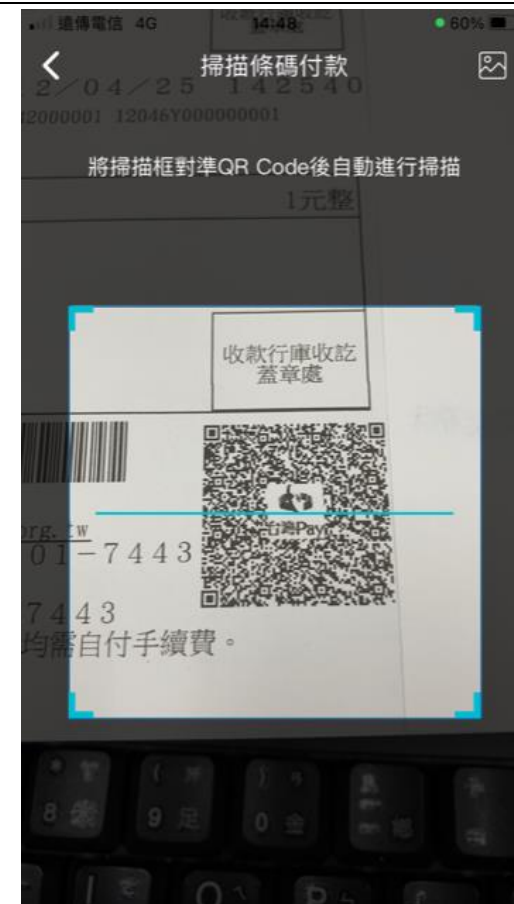 遠傳電信 4G 14:48 60%
掃描條碼付款
2/04/25 142540
2000001 12046Y000000001
將掃描框對準QR Code後自動進行掃描
1元整
收款行庫收訖
蓋章處
台灣Pay
org.tw
01-7443
7443
均需自付手續費。
8
9
0